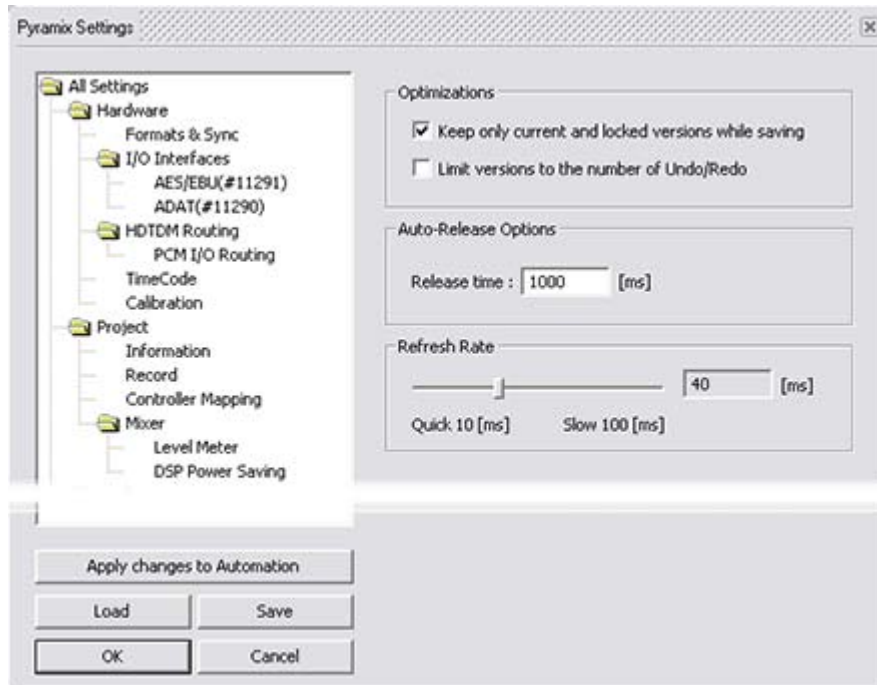 Pyramix Settings
All Settings
Hardware
Formats & Sync
I/O Interfaces
AES/EBU(#11291)
ADAT(#11290)
HDTDM Routing
PCM I/O Routing
TimeCode
Calibration
Project
Information
Record
Controller Mapping
Mixer
Level Meter
DSP Power Saving
Optimizations
Keep only current and locked versions while saving
Limit versions to the number of Undo/Redo
Auto-Release Options
Release time : 1000 [ms]
Refresh Rate
40 [ms]
Quick 10 [ms] Slow 100 [ms]
Apply changes to Automation
Load Save
OK Cancel